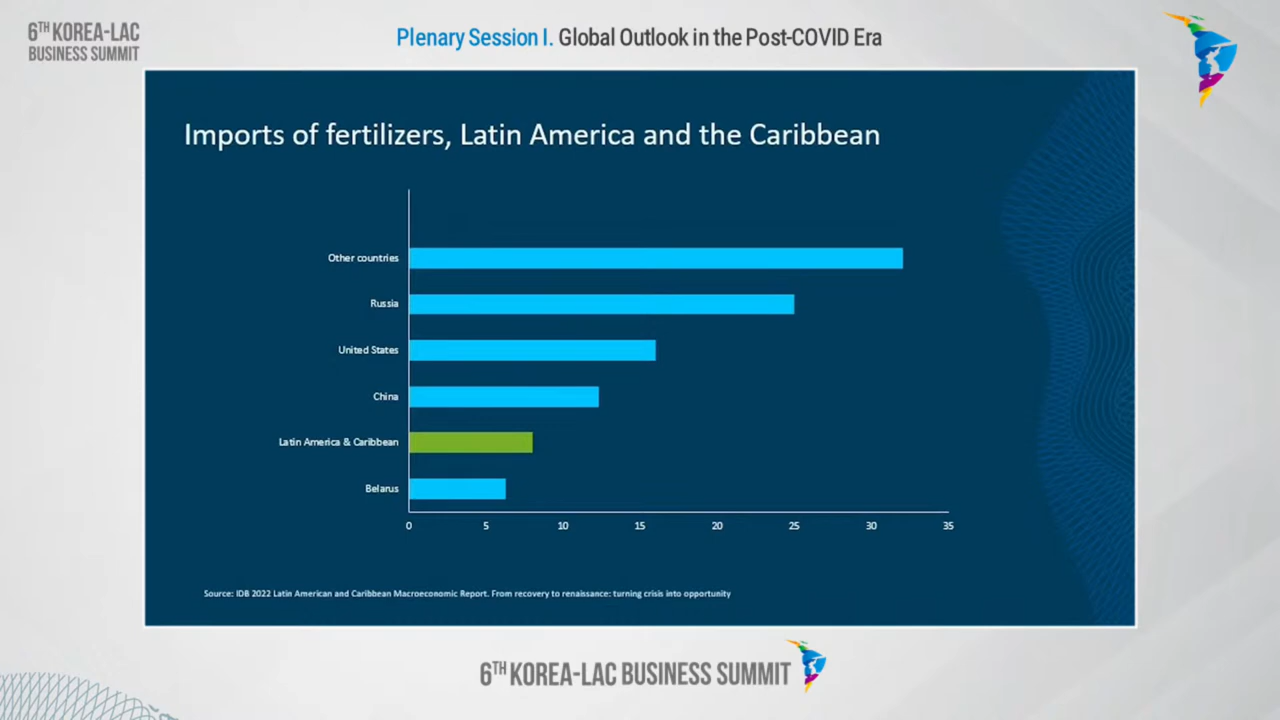 6TH KOREA-LAC
BUSINESS SUMMIT
Plenary Session I. Global Outlook in the Post-COVID Era
Imports of fertilizers, Latin America and the Caribbean
Other countries
Russia
United States
China
Latin America & Caribbean
Belarus
0 5 10 15 20 25 30 35
Source: IDB 2022 Latin American and Caribbean Macroeconomic Report. From recovery to renaissance: turning crisis into opportunity
6TH KOREA-LAC BUSINESS SUMMIT